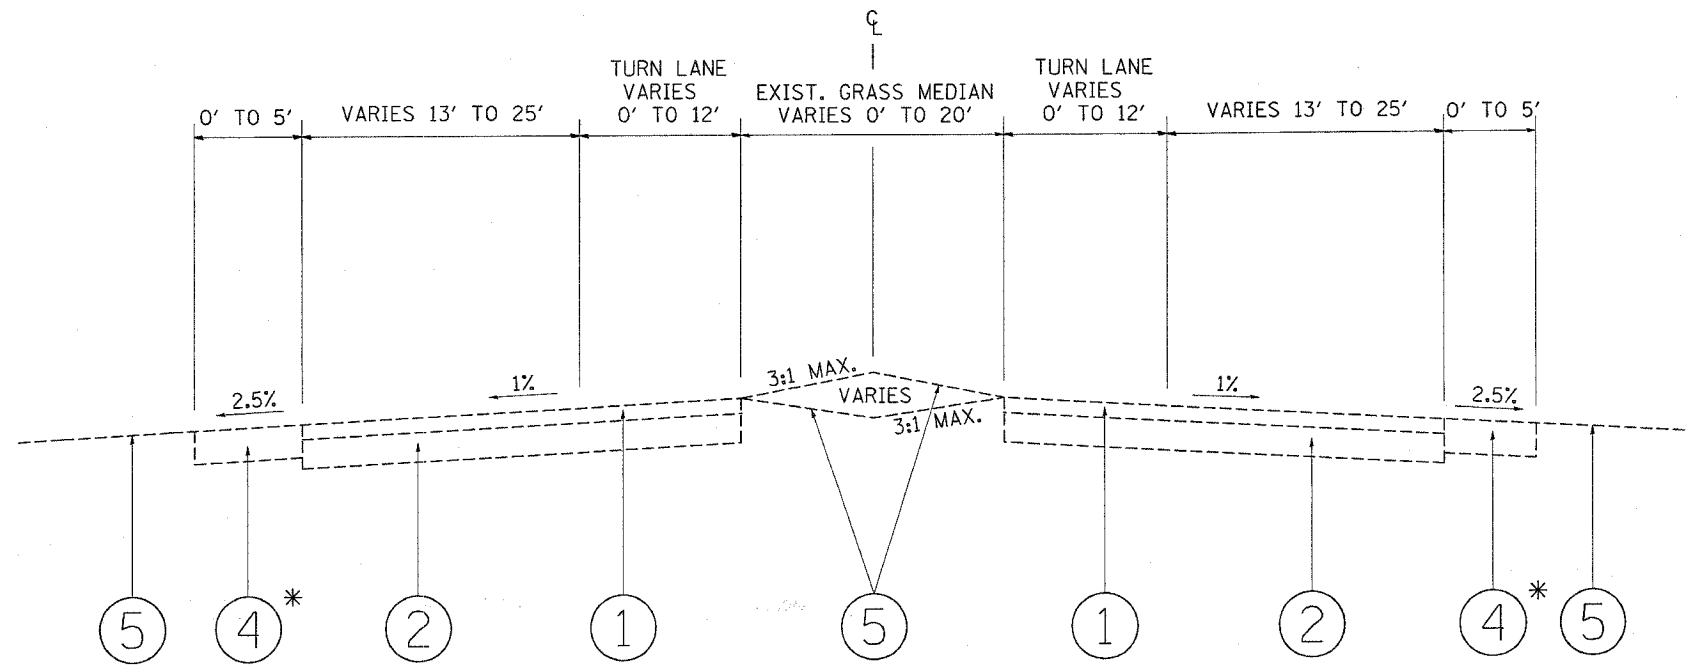 ℄
TURN LANE
VARIES
0' TO 12'
TURN LANE
VARIES
0' TO 12'
EXIST. GRASS MEDIAN
VARIES 0' TO 20'
0' TO 5'
VARIES 13' TO 25'
VARIES 13' TO 25'
0' TO 5'
3:1 MAX.
1%
1%
VARIES
2.5%
2.5%
3:1 MAX.
5
4*
2
1
5
1
2
4*
5